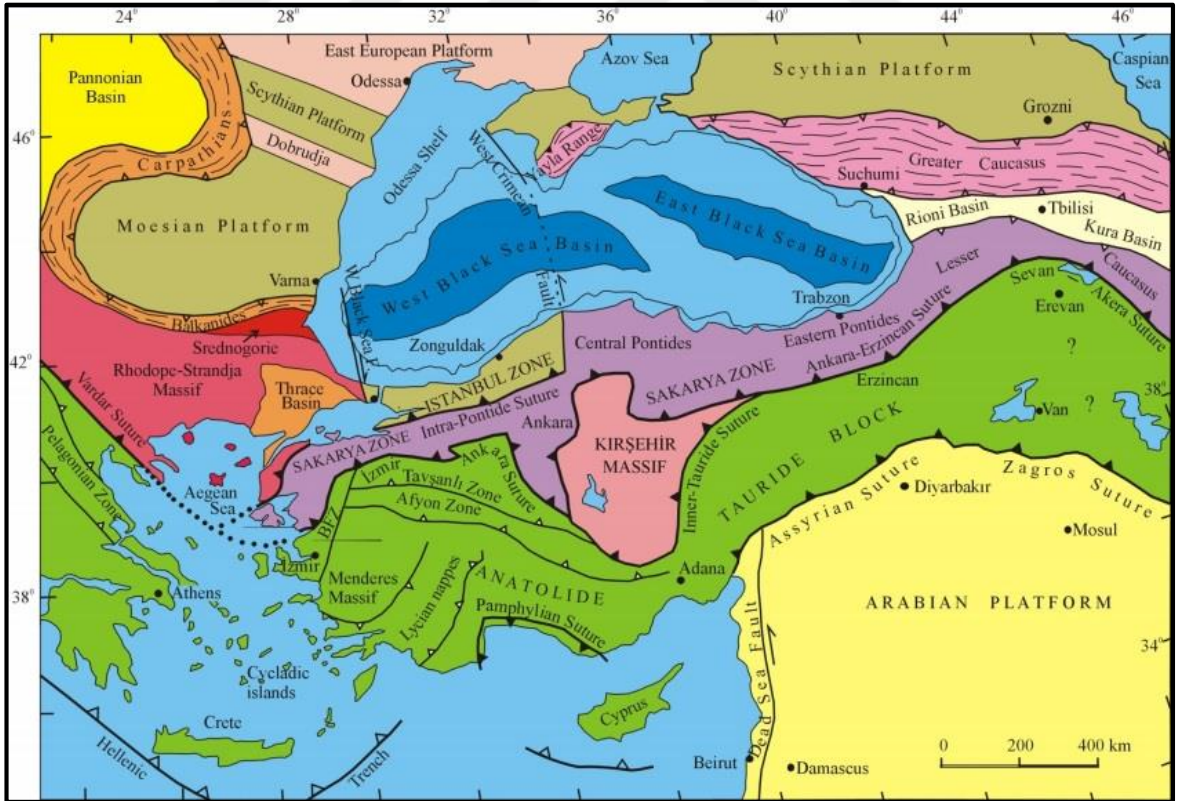 24°
28°
32°
36°
40°
44°
46°
East European Platform
Odessa
Azov Sea
Scythian Platform
Caspian
Sea
Pannonian
Basin
Scythian Platform
Grozni
46°
Carpathians
Dobrudja
Odessa Shelf
West Crimean
Fault
Yayla Range
Greater Caucasus
Suchumi
Moesian Platform
Rioni Basin
Tbilisi
Kura Basin
West Black Sea Basin
East Black Sea Basin
Varna
W Black Sea F.
Lesser
Caucasus
Trabzon
Sevan
Akera Suture
Erevan
Balkanides
Srednogorie
Zonguldak
Central Pontides
Eastern Pontides
42°
Rhodope-Strandja
Massif
Thrace
Basin
ISTANBUL ZONE
SAKARYA ZONE
Ankara-Erzincan Suture
Erzincan
?
38°
Vardar Suture
Intra-Pontide Suture
Ankara
Van
?
Pelagonian Zone
SAKARYA ZONE
KIRŞEHİR
MASSIF
TAURIDE BLOCK
Aegean
Sea
İzmir
Ankara Suture
Tavşanlı Zone
Afyon Zone
Inner-Tauride Suture
Assyrian Suture
Zagros Suture
Diyarbakır
Mosul
BFZ
İzmir
Menderes
Massif
Lycian nappes
ANATOLIDE
Adana
38°
Athens
Pamphylian Suture
ARABIAN PLATFORM
34°
Cycladic
islands
Cyprus
Dead Sea Fault
Crete
Hellenic
Trench
Beirut
Damascus
0 200 400 km